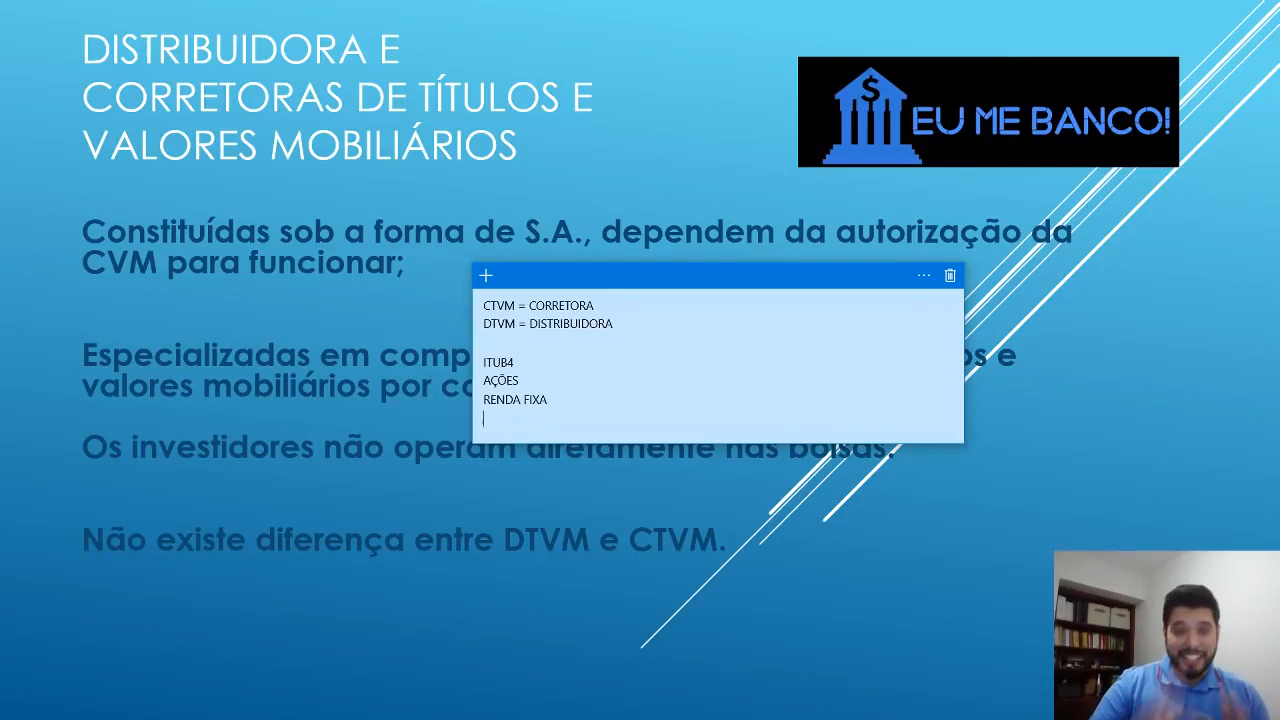 DISTRIBUIDORA E
CORRETORAS DE TÍTULOS E
VALORES MOBILIÁRIOS
$ EU ME BANCO!
Constituídas sob a forma de S.A., dependem da autorização da
CVM para funcionar;
CTVM = CORRETORA
DTVM = DISTRIBUIDORA
ITUB4
AÇÕES
RENDA FIXA
Especializadas em comp os e
valores mobiliários por co
Os investidores não operam diretamente nas bolsas.
Não existe diferença entre DTVM e CTVM.